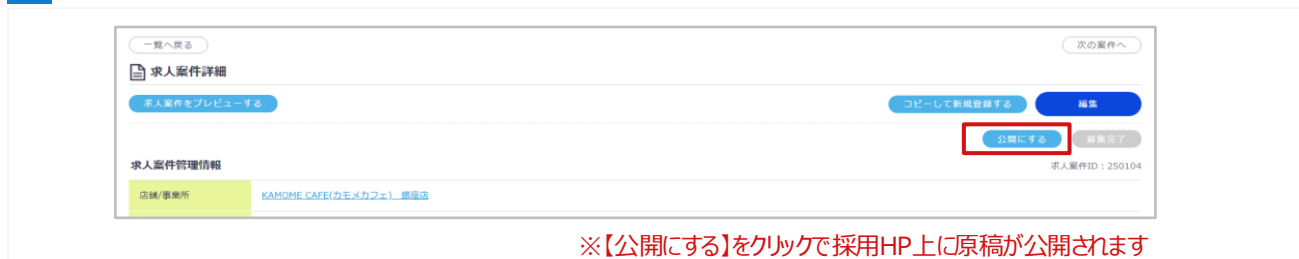 一覧へ戻る
次の案件へ
求人案件詳細
求人案件をプレビューする
コピーして新規登録する
編集
公開にする
編集完了
求人案件管理情報
求人案件ID：250104
店舗/事業所
KAMOME CAFE(カモメカフェ)　銀座店
※【公開にする】をクリックで採用HP上に原稿が公開されます